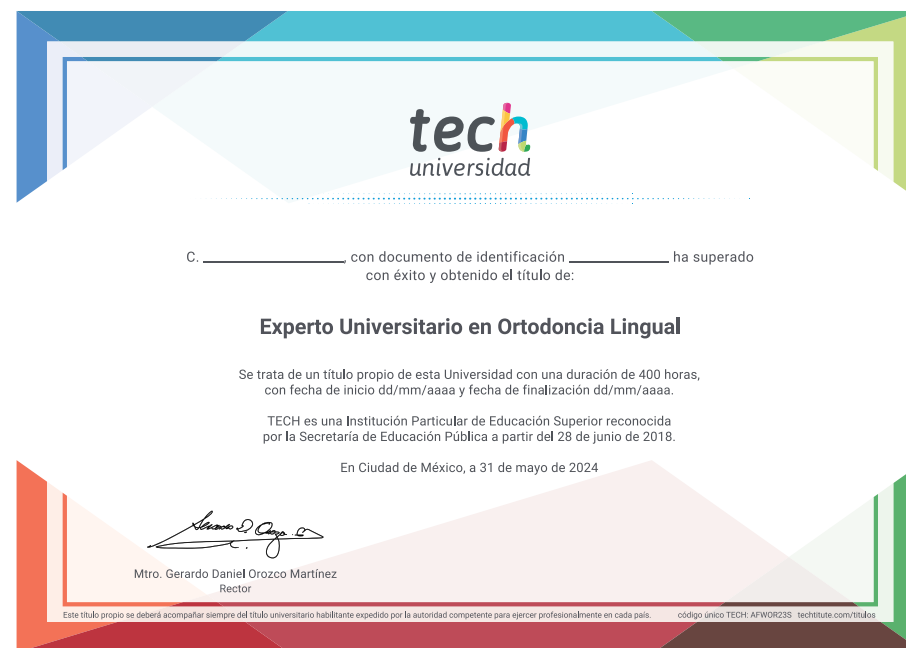 tech
universidad
C. ____________, con documento de identificación ____________ ha superado
con éxito y obtenido el título de:
Experto Universitario en Ortodoncia Lingual
Se trata de un título propio de esta Universidad con una duración de 400 horas,
con fecha de inicio dd/mm/aaaa y fecha de finalización dd/mm/aaaa.
TECH es una Institución Particular de Educación Superior reconocida
por la Secretaría de Educación Pública a partir del 28 de junio de 2018.
En Ciudad de México, a 31 de mayo de 2024
Mtro. Gerardo Daniel Orozco Martínez
Rector
Este título propio se deberá acompañar siempre del título universitario habilitante expedido por la autoridad competente para ejercer profesionalmente en cada país. código único TECH: AFWOR23S techtitute.com/titulos